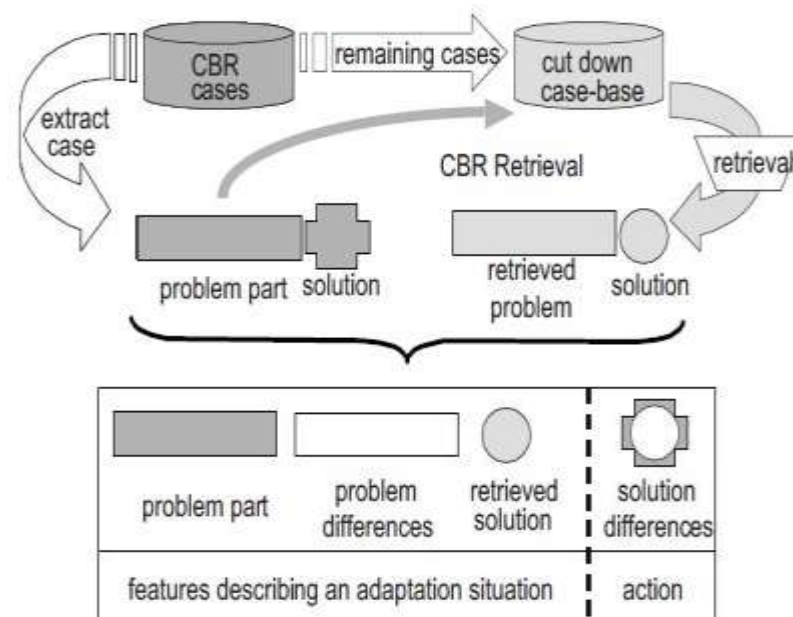 CBR
cases
remaining cases
cut down
case-base
extract
case
CBR Retrieval
retrieval
problem part
solution
retrieved
problem
solution
problem part
problem
differences
retrieved
solution
solution
differences
features describing an adaptation situation
action